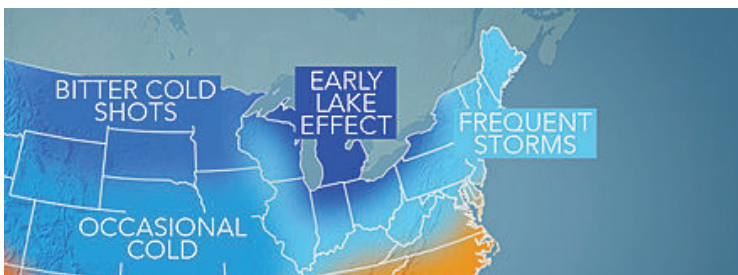 BITTER COLD
SHOTS
EARLY
LAKE
EFFECT
FREQUENT
STORMS
OCCASIONAL
COLD